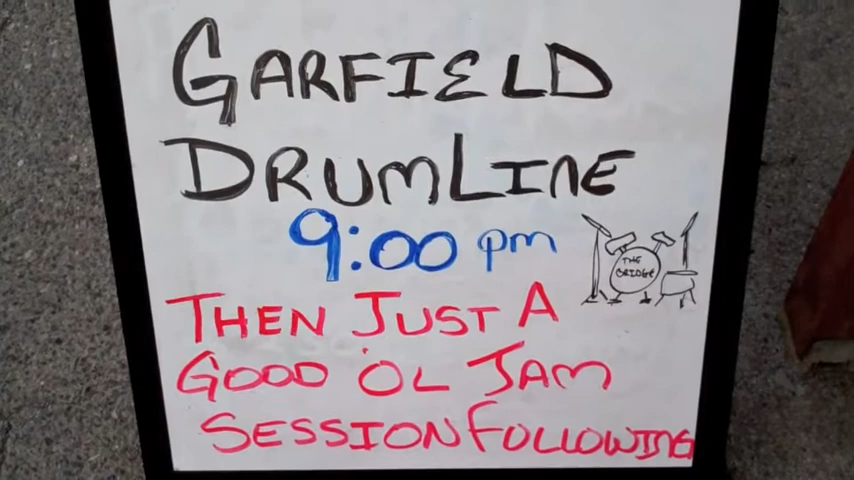 GARFIELD
DRUMLINE
9:00 pm
THE
BRIDGE
THEN JUST A
GOOD OL JAM
SESSION FOLLOWING